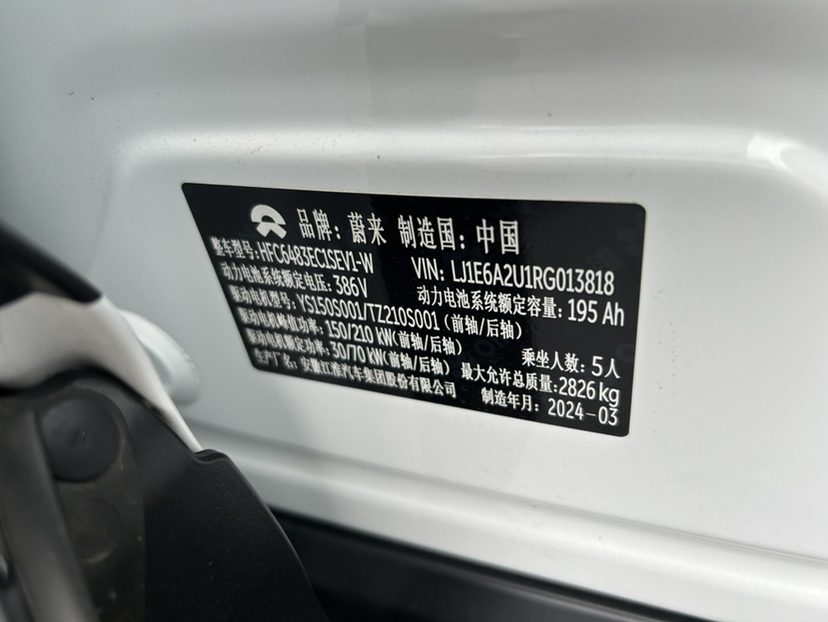 品牌：蔚来 制造国：中国
整车型号：HFC6483EC1SEV1-W VIN：LJ1E6A2U1RG013818
动力电池系统额定电压：386V 动力电池系统额定容量：195 Ah
驱动电机型号：YS150S001/TZ210S001（前轴/后轴）
驱动电机峰值功率：150/210 kW(前轴/后轴) 乘坐人数：5人
驱动电机额定功率：30/70 kW(前轴/后轴) 最大允许总质量：2826kg
生产厂名：安徽江淮汽车集团股份有限公司 制造年月：2024-03